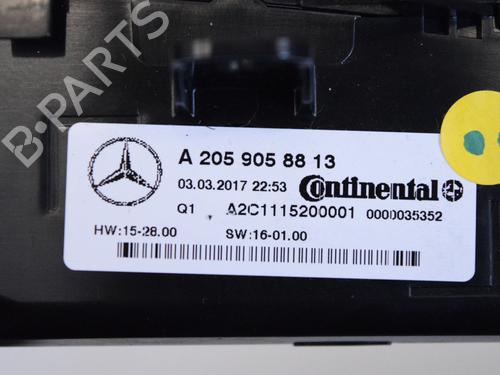 B-PARTS
A 205 905 88 13
03.03.2017 22:53 Continental
Q1 A2C1115200001 0000035352
HW:15-28.00 SW:16-01.00